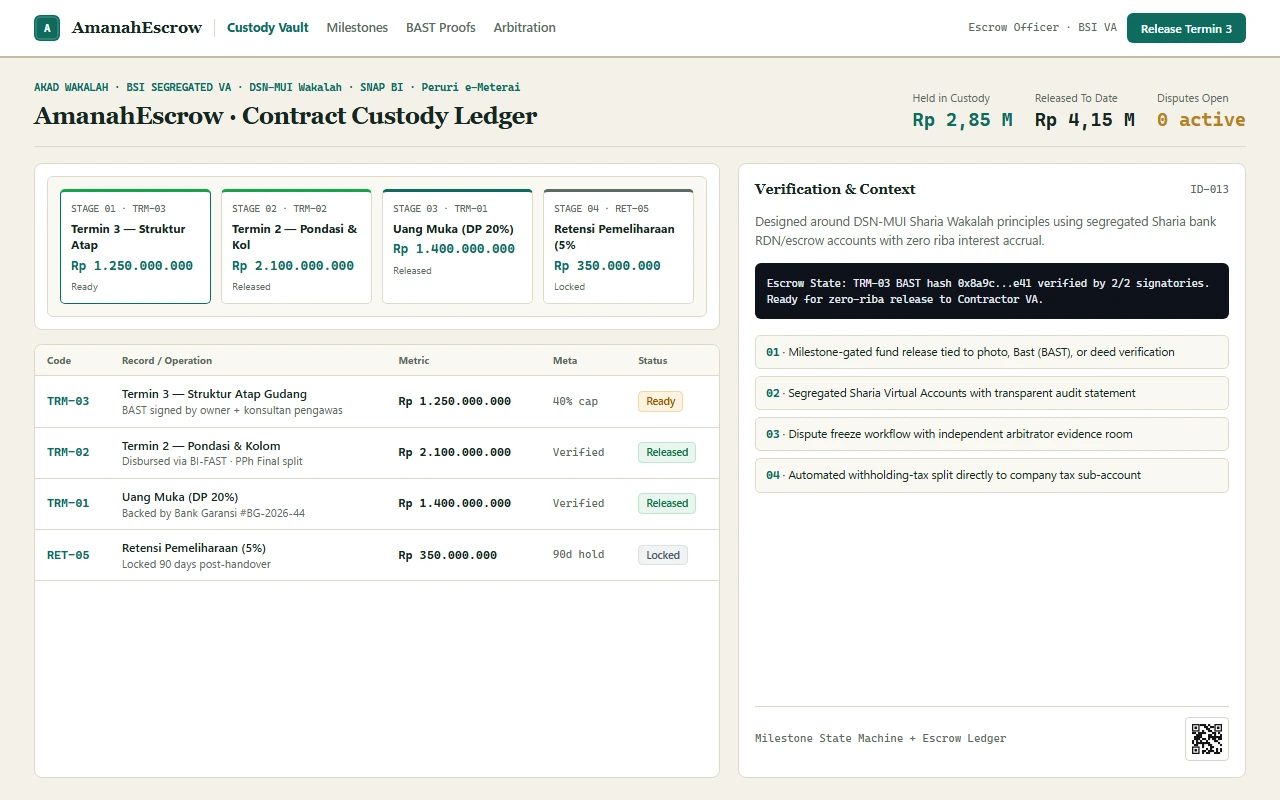 A AmanahEscrow Custody Vault Milestones BAST Proofs Arbitration Escrow Officer · BSI VA Release Termin 3
AKAD WAKALAH · BSI SEGREGATED VA · DSN-MUI Wakalah · SNAP BI · Peruri e-Meterai
AmanahEscrow · Contract Custody Ledger
Held in Custody
Rp 2,85 M
Released To Date
Rp 4,15 M
Disputes Open
0 active
STAGE 01 · TRM-03
Termin 3 — Struktur
Atap
Rp 1.250.000.000
Ready
STAGE 02 · TRM-02
Termin 2 — Pondasi &
Kol
Rp 2.100.000.000
Released
STAGE 03 · TRM-01
Uang Muka (DP 20%)
Rp 1.400.000.000
Released
STAGE 04 · RET-05
Retensi Pemeliharaan
(5%
Rp 350.000.000
Locked
Code Record / Operation Metric Meta Status
TRM-03 Termin 3 — Struktur Atap Gudang Rp 1.250.000.000 40% cap Ready
BAST signed by owner + konsultan pengawas
TRM-02 Termin 2 — Pondasi & Kolom Rp 2.100.000.000 Verified Released
Disbursed via BI-FAST · PPh Final split
TRM-01 Uang Muka (DP 20%) Rp 1.400.000.000 Verified Released
Backed by Bank Garansi #BG-2026-44
RET-05 Retensi Pemeliharaan (5%) Rp 350.000.000 90d hold Locked
Locked 90 days post-handover
Verification & Context ID-013
Designed around DSN-MUI Sharia Wakalah principles using segregated Sharia bank
RDN/escrow accounts with zero riba interest accrual.
Escrow State: TRM-03 BAST hash 0x8a9c...e41 verified by 2/2 signatories.
Ready for zero-riba release to Contractor VA.
01 · Milestone-gated fund release tied to photo, Bast (BAST), or deed verification
02 · Segregated Sharia Virtual Accounts with transparent audit statement
03 · Dispute freeze workflow with independent arbitrator evidence room
04 · Automated withholding-tax split directly to company tax sub-account
Milestone State Machine + Escrow Ledger